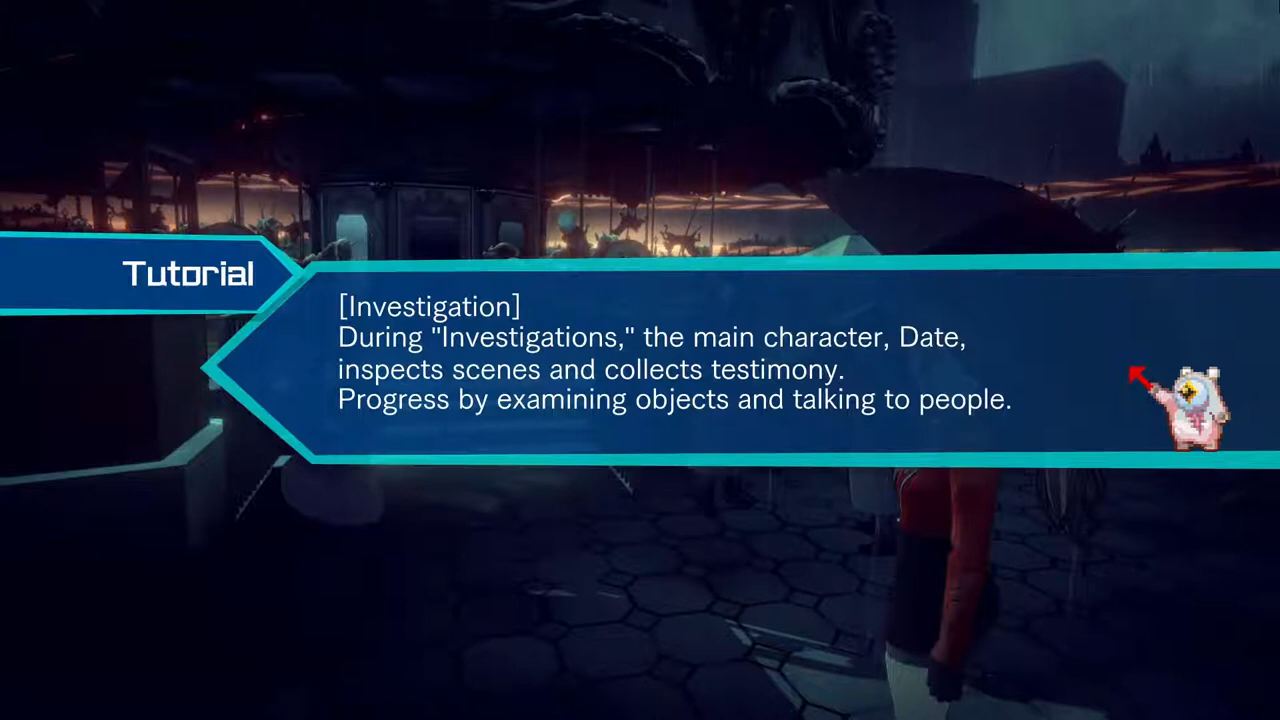 Tutorial
[Investigation]
During "Investigations," the main character, Date,
inspects scenes and collects testimony.
Progress by examining objects and talking to people.